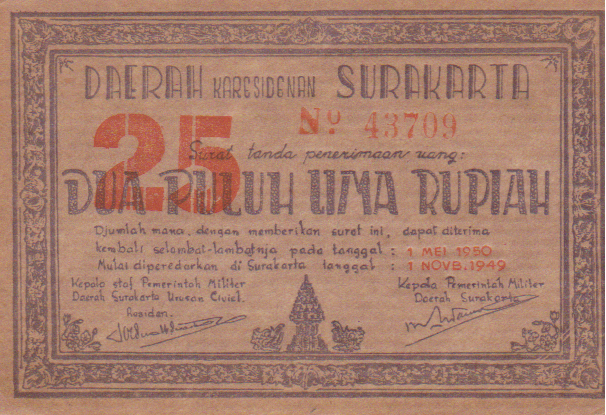 DAERAH KARESIDENAN SURAKARTA
25
No 43709
Surat tanda penerimaan uang:
DUA PULUH LIMA RUPIAH
Djumlah mana, dengan memberikan surat ini, dapat diterima
kembali selambat-lambatnja pada tanggal : 1 MEI 1950
Mulai diperedarkan di Surakarta tanggal : 1 NOVB. 1949
Kepala staf Pemerintah Militer
Daerah Surakarta Urusan Civiel.
Residen.
Kepala Pemerintah Militer
Daerah Surakarta